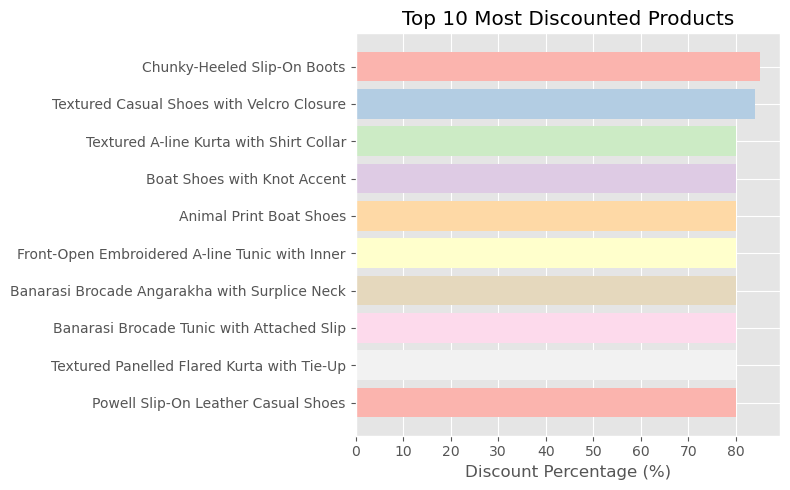 Top 10 Most Discounted Products
Chunky-Heeled Slip-On Boots
Textured Casual Shoes with Velcro Closure
Textured A-line Kurta with Shirt Collar
Boat Shoes with Knot Accent
Animal Print Boat Shoes
Front-Open Embroidered A-line Tunic with Inner
Banarasi Brocade Angarakha with Surplice Neck
Banarasi Brocade Tunic with Attached Slip
Textured Panelled Flared Kurta with Tie-Up
Powell Slip-On Leather Casual Shoes
0 10 20 30 40 50 60 70 80
Discount Percentage (%)